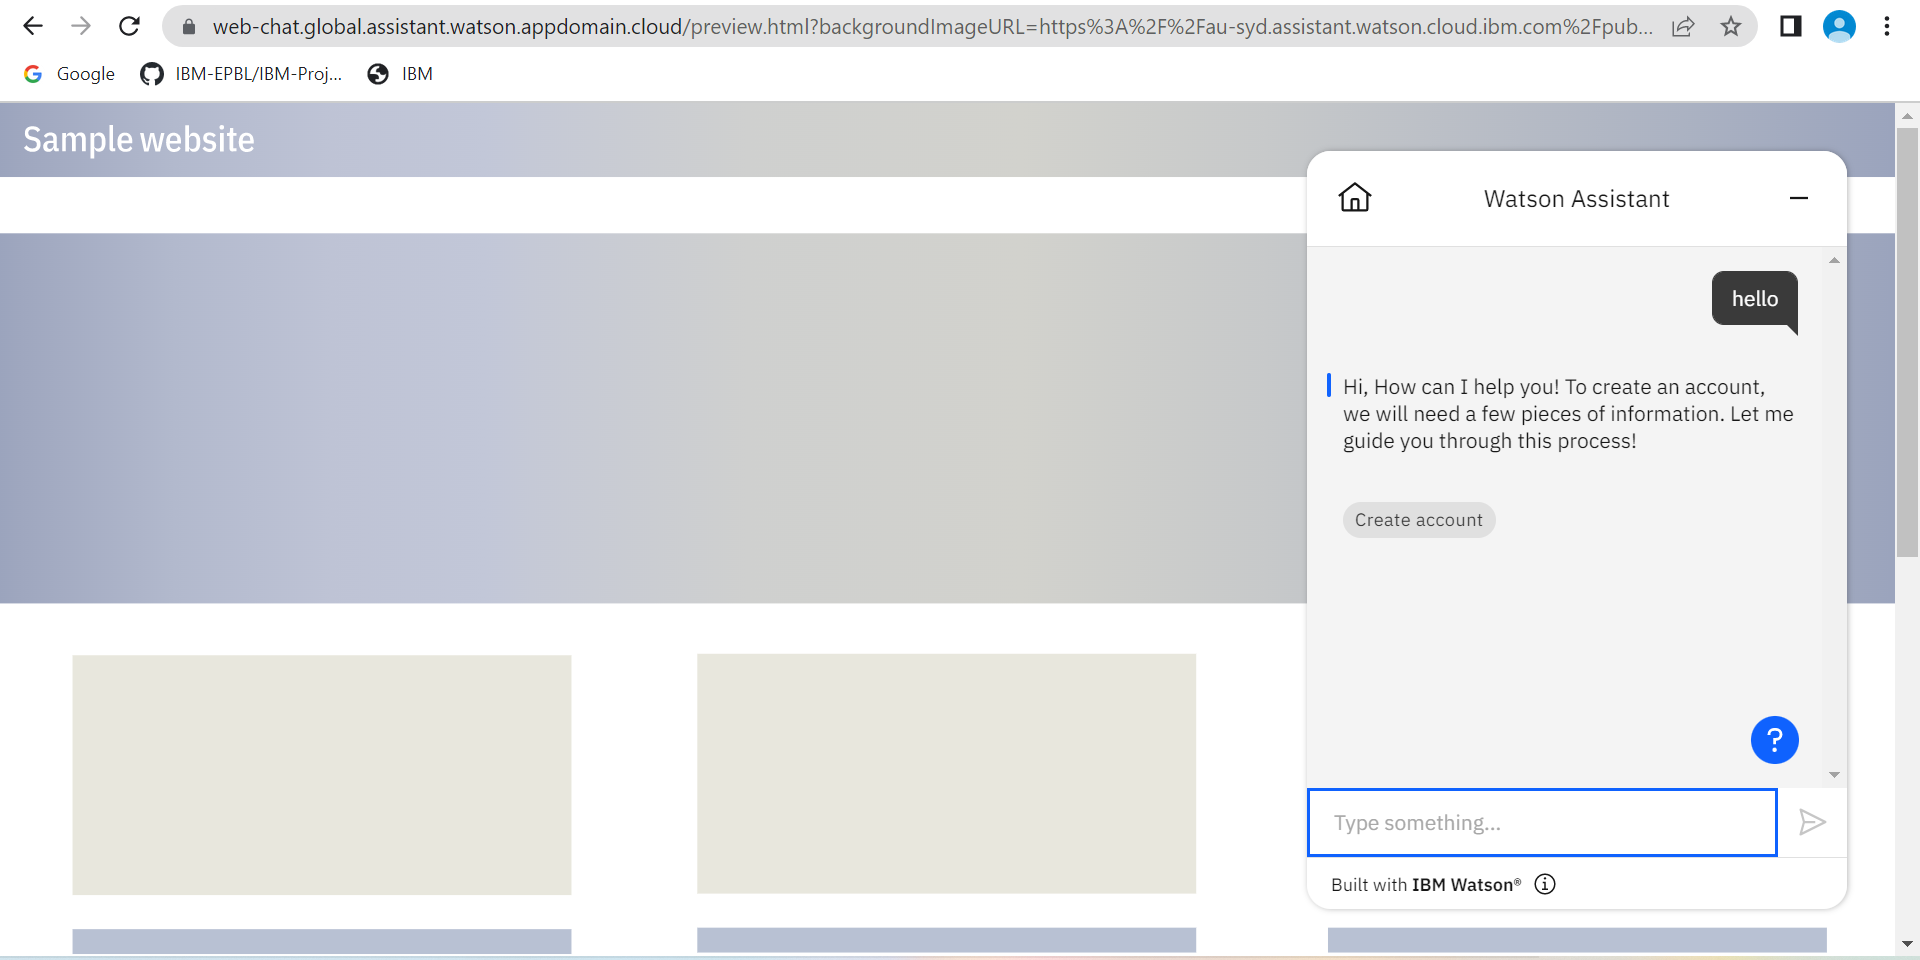 web-chat.global.assistant.watson.appdomain.cloud/preview.html?backgroundImageURL=https%3A%2F%2Fau-syd.assistant.watson.cloud.ibm.com%2Fpub...
Google
IBM-EPBL/IBM-Proj...
IBM
Sample website
Watson Assistant
hello
Hi, How can I help you! To create an account,
we will need a few pieces of information. Let me
guide you through this process!
Create account
?
Type something...
Built with IBM Watson®